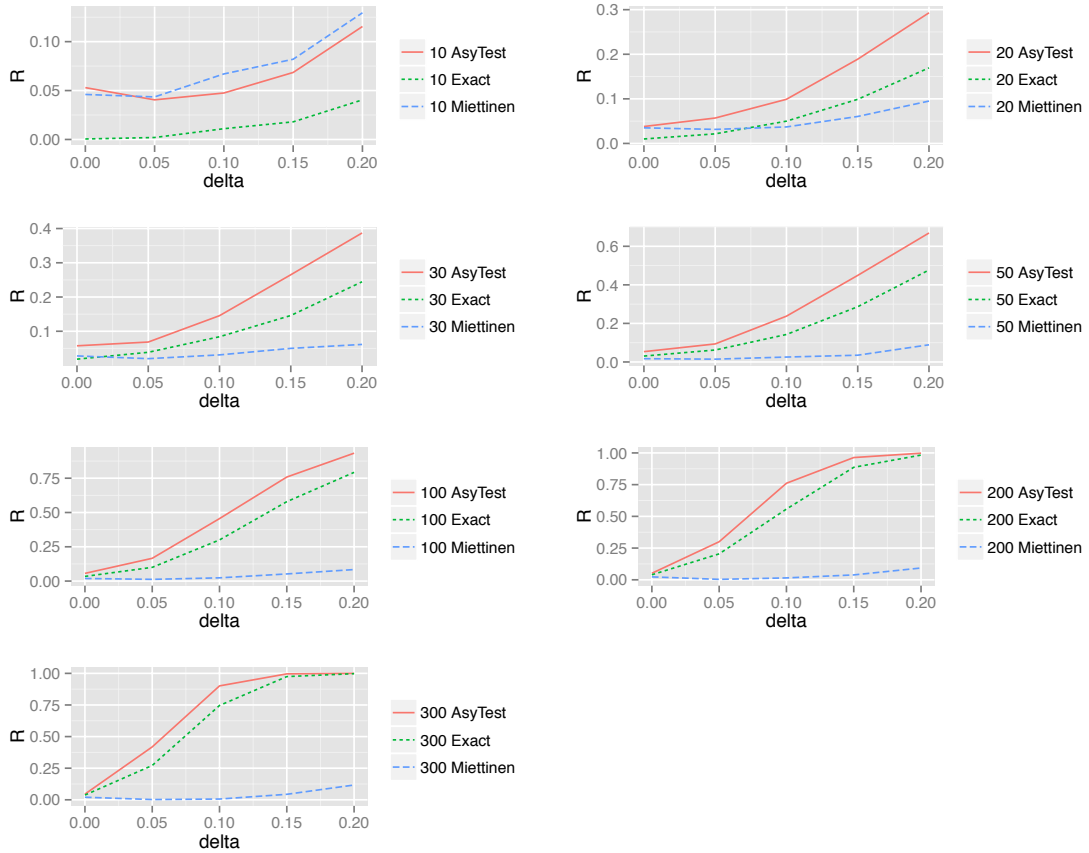 0.10
0.05
0.00
R
0.00 0.05 0.10 0.15 0.20
delta
10 AsyTest
10 Exact
10 Miettinen
0.3
0.2
0.1
0.0
R
0.00 0.05 0.10 0.15 0.20
delta
20 AsyTest
20 Exact
20 Miettinen
0.4
0.3
0.2
0.1
R
0.00 0.05 0.10 0.15 0.20
delta
30 AsyTest
30 Exact
30 Miettinen
0.6
0.4
0.2
0.0
R
0.00 0.05 0.10 0.15 0.20
delta
50 AsyTest
50 Exact
50 Miettinen
0.75
0.50
0.25
0.00
R
0.00 0.05 0.10 0.15 0.20
delta
100 AsyTest
100 Exact
100 Miettinen
1.00
0.75
0.50
0.25
0.00
R
0.00 0.05 0.10 0.15 0.20
delta
200 AsyTest
200 Exact
200 Miettinen
1.00
0.75
0.50
0.25
0.00
R
0.00 0.05 0.10 0.15 0.20
delta
300 AsyTest
300 Exact
300 Miettinen